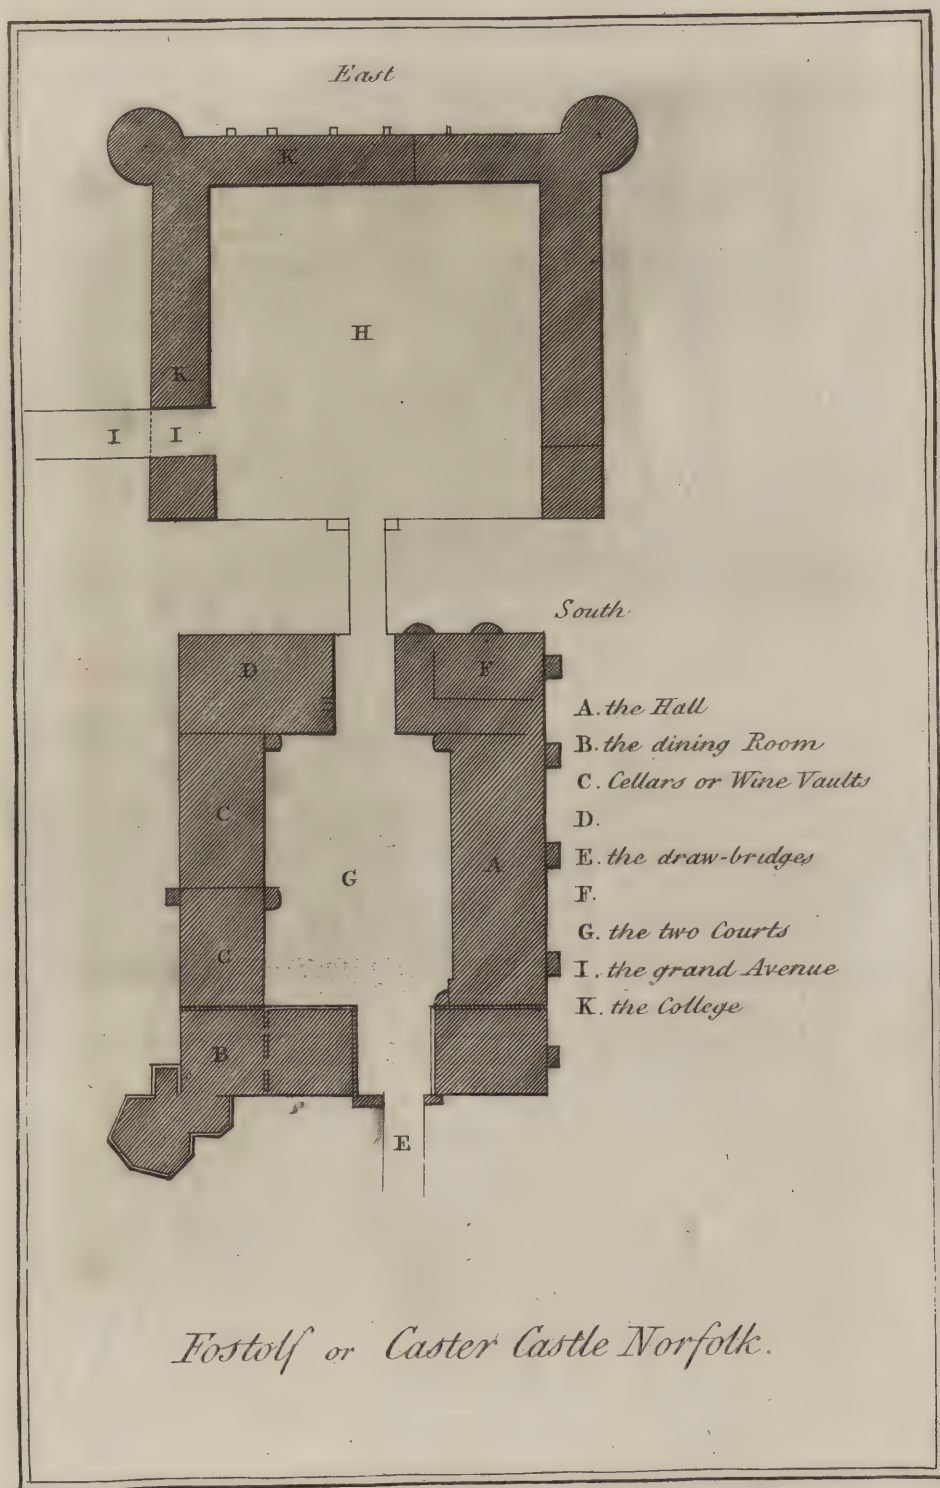 East
K
H
K
I I
South
D
F
A. the Hall
B. the dining Room
C. Cellars or Wine Vaults
D.
E. the draw-bridges
F.
G. the two Courts
I. the grand Avenue
K. the College
C
G
A
C
B
E
Fostolf or Caster Castle Norfolk.